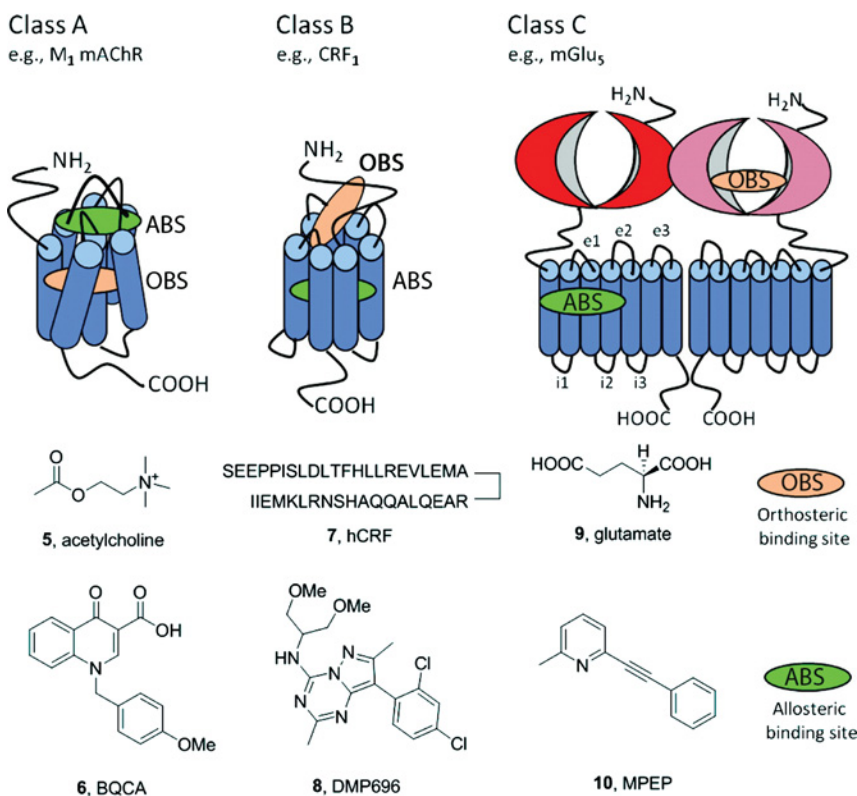 Class A
e.g., M₁ mAChR
NH₂
ABS
OBS
COOH
Class B
e.g., CRF₁
NH₂
OBS
ABS
COOH
Class C
e.g., mGlu₅
H₂N
H₂N
OBS
e1 e2 e3
ABS
i1 i2 i3
HOOC COOH
O
O
N⁺
5, acetylcholine
SEEPPISLDLTFHLLREVLEMA
IIEMKLRNSHAQQALQEAR
7, hCRF
HOOC H COOH
NH₂
9, glutamate
OBS
Orthosteric
binding site
O O
OH
N
OMe
6, BQCA
OMe
OMe
HN N
N
Cl
N N
Cl
8, DMP696
N
10, MPEP
ABS
Allosteric
binding site